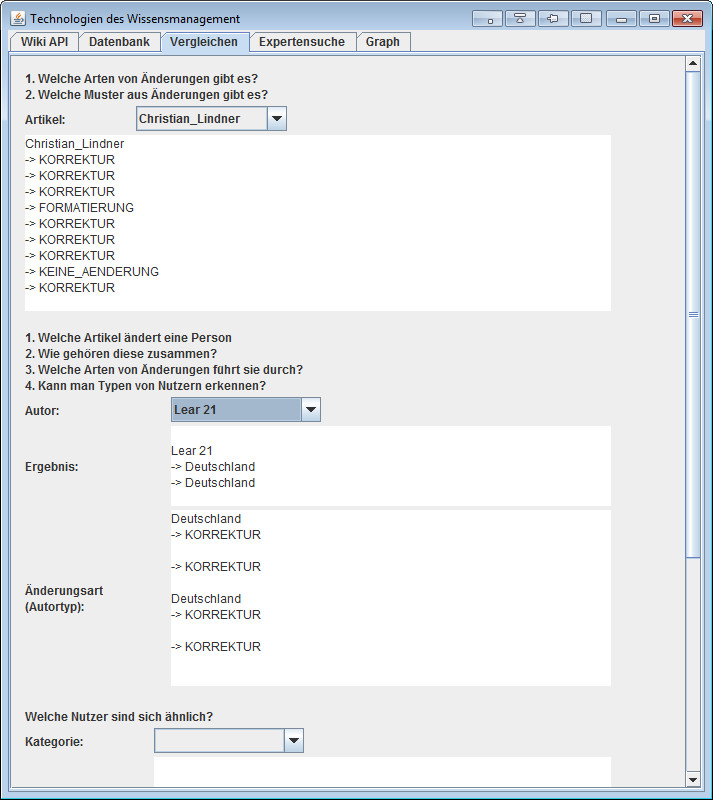 Technologien des Wissensmanagement
Wiki API Datenbank Vergleichen Expertensuche Graph
1. Welche Arten von Änderungen gibt es?
2. Welche Muster aus Änderungen gibt es?
Artikel: Christian_Lindner
Christian_Lindner
-> KORREKTUR
-> KORREKTUR
-> KORREKTUR
-> FORMATIERUNG
-> KORREKTUR
-> KORREKTUR
-> KORREKTUR
-> KEINE_AENDERUNG
-> KORREKTUR
1. Welche Artikel ändert eine Person
2. Wie gehören diese zusammen?
3. Welche Arten von Änderungen führt sie durch?
4. Kann man Typen von Nutzern erkennen?
Autor: Lear 21
Ergebnis:
Lear 21
-> Deutschland
-> Deutschland
Änderungsart
(Autortyp):
Deutschland
-> KORREKTUR
-> KORREKTUR
Deutschland
-> KORREKTUR
-> KORREKTUR
Welche Nutzer sind sich ähnlich?
Kategorie: